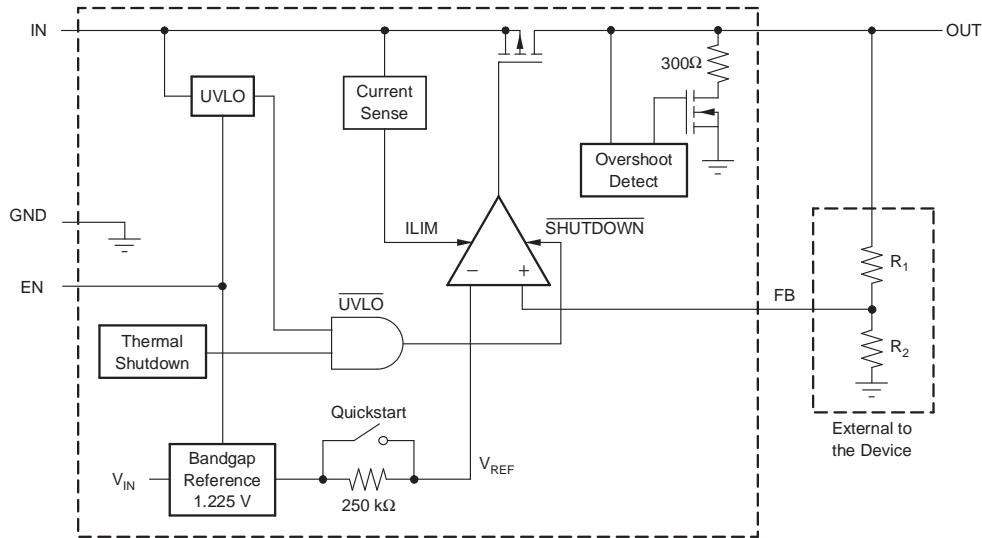 IN
OUT
300Ω
UVLO
Current
Sense
Overshoot
Detect
GND
ILIM
SHUTDOWN
−
+
R1
EN
UVLO
FB
Thermal
Shutdown
R2
Quickstart
External to
the Device
VIN
Bandgap
Reference
1.225 V
250 kΩ
VREF